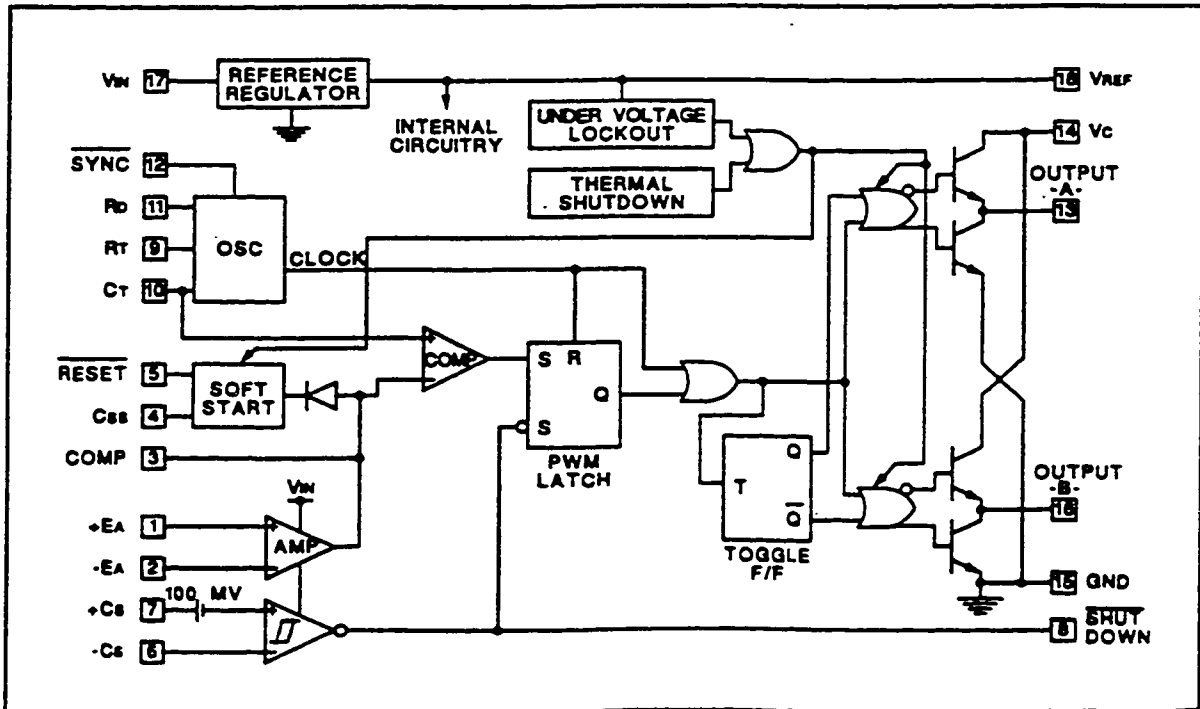 VIN 17 REFERENCE REGULATOR
INTERNAL CIRCUITRY
UNDER VOLTAGE LOCKOUT
THERMAL SHUTDOWN
VREF
14 VC
OUTPUT -A- 13
SYNC 12
RD 11
RT 9
CT 10
OSC
CLOCK
RESET 5
CSS 4
SOFT START
COMP 3
COMP
S R
Q
S
PWM LATCH
T
Q
Q
TOGGLE F/F
VIN
+EA 1
-EA 2
AMP
+CS 7
100 MV
-CS 6
OUTPUT -B- 16
15 GND
8 SHUT DOWN